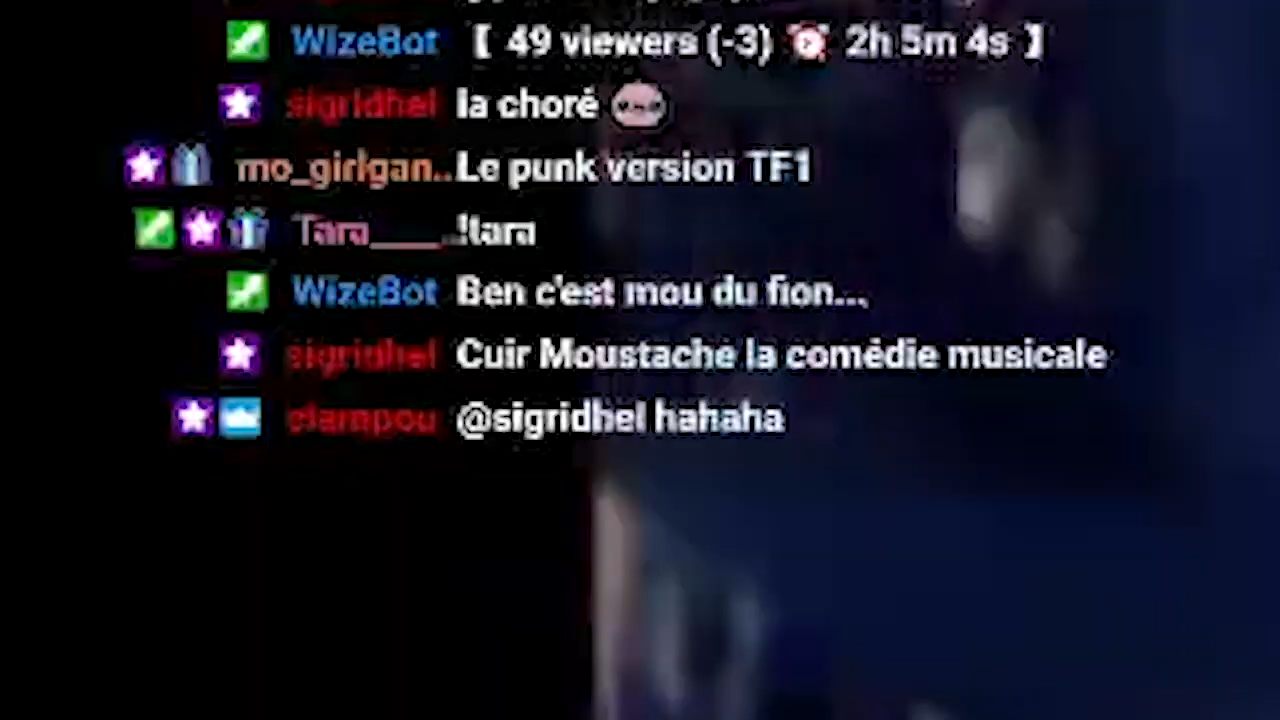 WizeBot 【 49 viewers (-3) ⏰ 2h 5m 4s 】
sigridhel la choré
mo_girlgan.. Le punk version TF1
Tara____.. !tara
WizeBot Ben c'est mou du fion...
sigridhel Cuir Moustache la comédie musicale
clampou @sigridhel hahaha